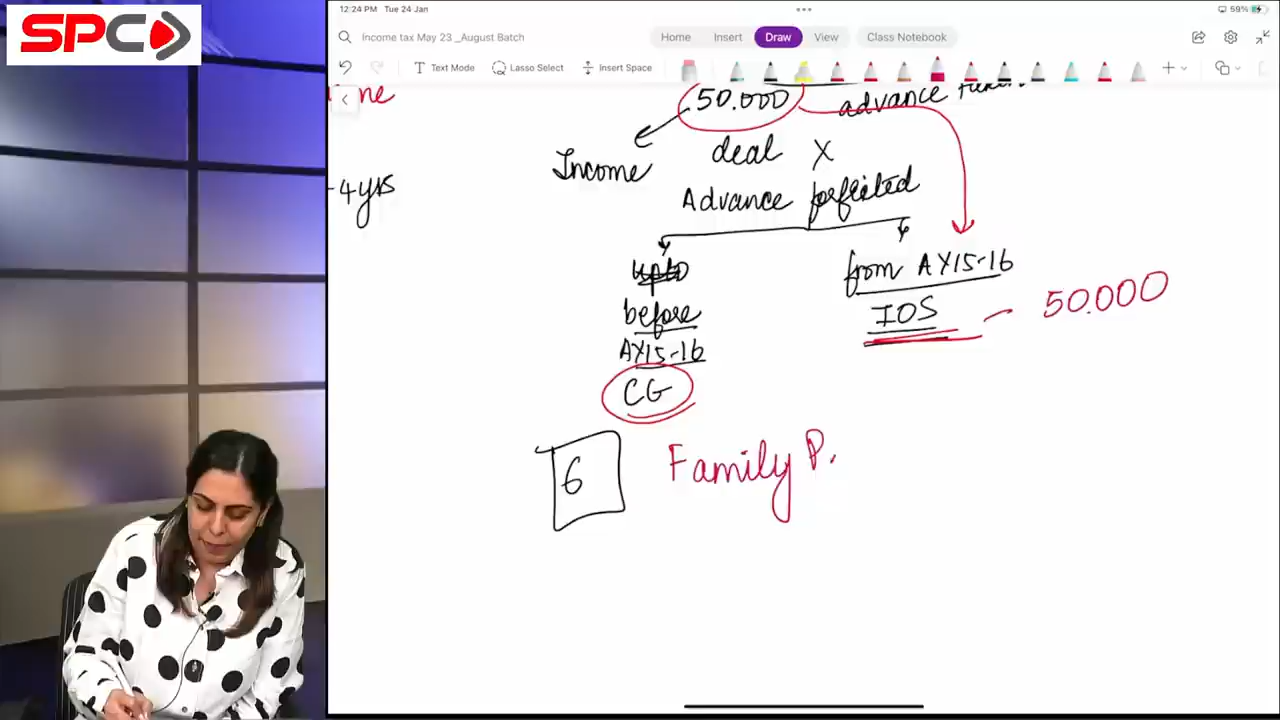 SPC
12:24 PM Tue 24 Jan
59%
Income tax May 23 _August Batch
Home Insert Draw View Class Notebook
Text Mode Lasso Select Insert Space
me
50.000 advance
Income deal X
-4yrs
Advance forfeited
upto
before
AY15-16
CG
from AY15-16
IOS - 50.000
6 Family P.